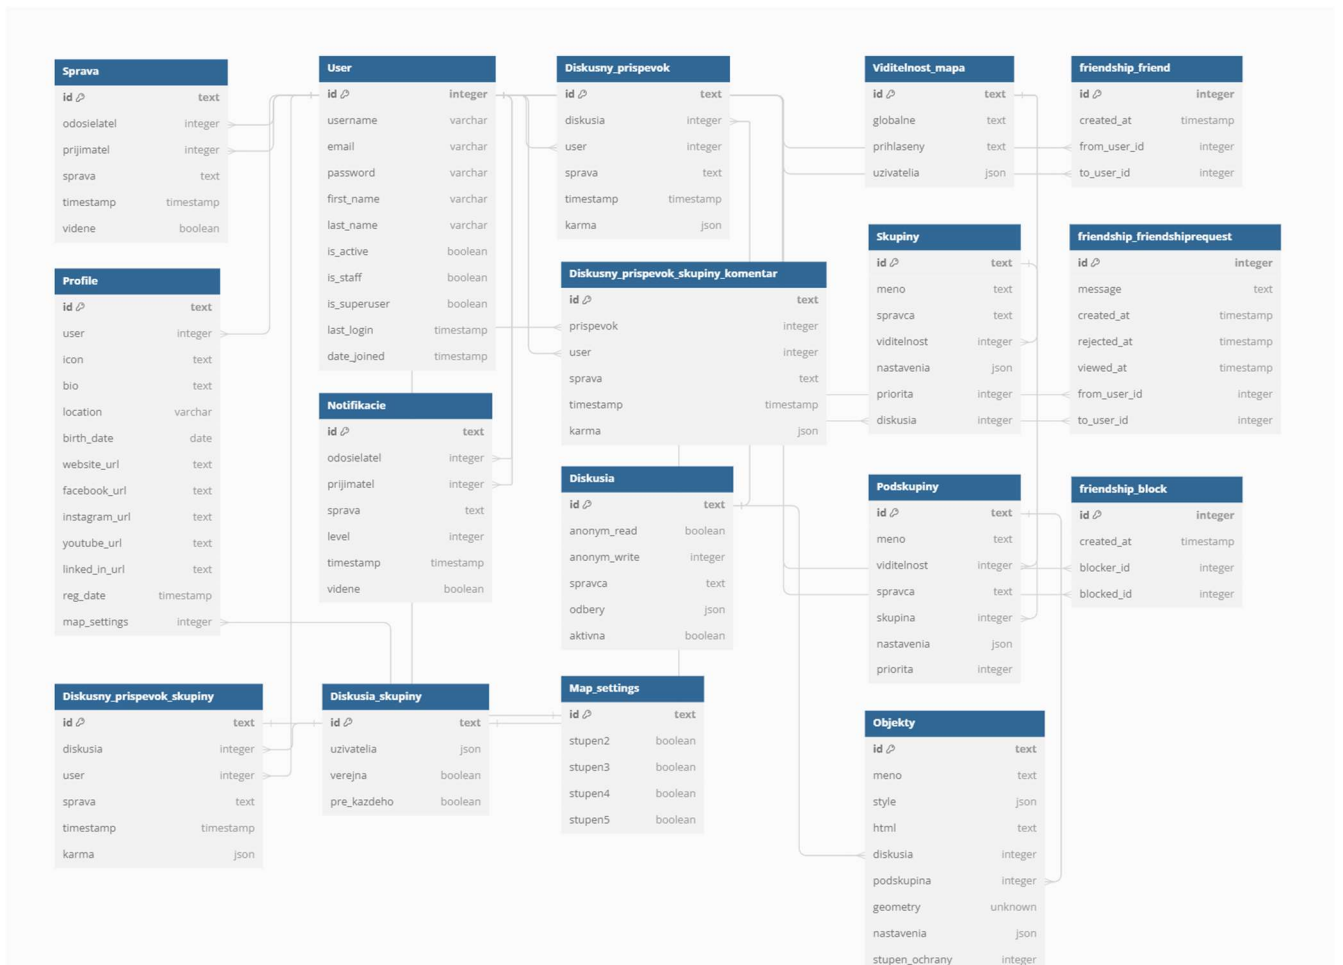 Sprava
id text
odosielatel integer
prijimatel integer
sprava text
timestamp timestamp
videne boolean
Profile
id text
user integer
icon text
bio text
location varchar
birth_date date
website_url text
facebook_url text
instagram_url text
youtube_url text
linked_in_url text
reg_date timestamp
map_settings integer
Diskusny_prispevok_skupiny
id text
diskusia integer
user integer
sprava text
timestamp timestamp
karma json
User
id integer
username varchar
email varchar
password varchar
first_name varchar
last_name varchar
is_active boolean
is_staff boolean
is_superuser boolean
last_login timestamp
date_joined timestamp
Notifikacie
id text
odosielatel integer
prijimatel integer
sprava text
level integer
timestamp timestamp
videne boolean
Diskusia_skupiny
id text
uzivatelia json
verejna boolean
pre_kazdeho boolean
Diskusny_prispevok
id text
diskusia integer
user integer
sprava text
timestamp timestamp
karma json
Diskusny_prispevok_skupiny_komentar
id text
prispevok integer
user integer
sprava text
timestamp timestamp
karma json
Diskusia
id text
anonym_read boolean
anonym_write integer
spravca text
odbery json
aktivna boolean
Map_settings
id text
stupen2 boolean
stupen3 boolean
stupen4 boolean
stupen5 boolean
Viditelnost_mapa
id text
globalne text
prihlaseny text
uzivatelia json
Skupiny
id text
meno text
spravca text
viditelnost integer
nastavenia json
priorita integer
diskusia integer
Podskupiny
id text
meno text
viditelnost integer
spravca text
skupina integer
nastavenia json
priorita integer
Objekty
id text
meno text
style json
html text
diskusia integer
podskupina integer
geometry unknown
nastavenia json
stupen_ochrany integer
friendship_friend
id integer
created_at timestamp
from_user_id integer
to_user_id integer
friendship_friendshiprequest
id integer
message text
created_at timestamp
rejected_at timestamp
viewed_at timestamp
from_user_id integer
to_user_id integer
friendship_block
id integer
created_at timestamp
blocker_id integer
blocked_id integer